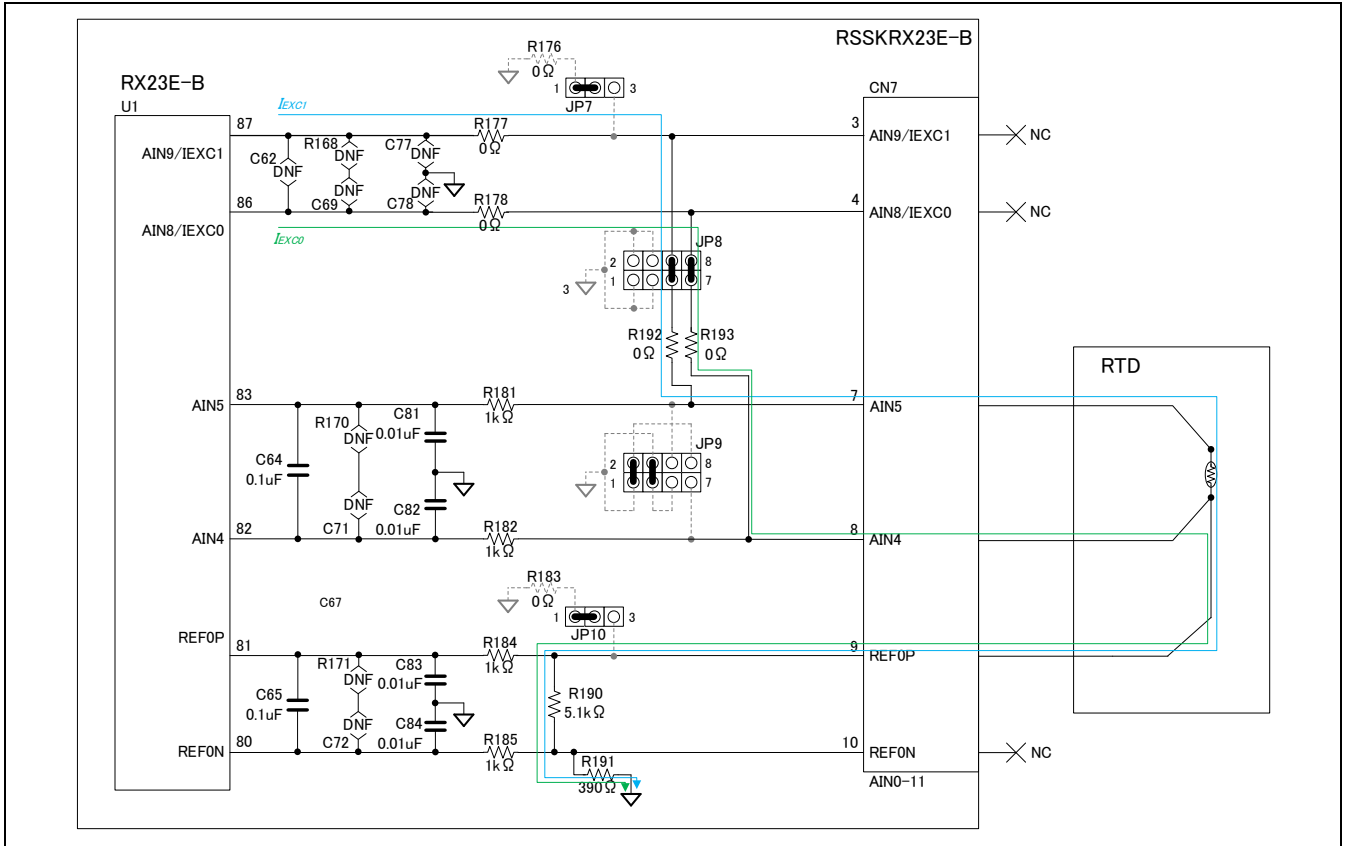 RSSKRX23E-B
R176
0Ω
1
3
JP7
RX23E-B
U1
CN7
IEXC1
87
AIN9/IEXC1
C62
DNF
R168
DNF
DNF
C69
C77
DNF
DNF
C78
R177
0Ω
3
AIN9/IEXC1
NC
86
AIN8/IEXC0
R178
0Ω
4
AIN8/IEXC0
NC
IEXC0
JP8
2
8
1
7
3
R192
0Ω
R193
0Ω
RTD
83
AIN5
R181
1kΩ
7
AIN5
R170
DNF
C81
0.01uF
C64
0.1uF
JP9
2
8
1
7
DNF
C71
C82
0.01uF
82
AIN4
R182
1kΩ
8
AIN4
R183
0Ω
C67
1
3
JP10
REF0P
81
R184
1kΩ
9
REF0P
R171
DNF
C83
0.01uF
C65
0.1uF
R190
5.1kΩ
DNF
C72
C84
0.01uF
REF0N
80
R185
1kΩ
10
REF0N
NC
R191
390Ω
AIN0-11